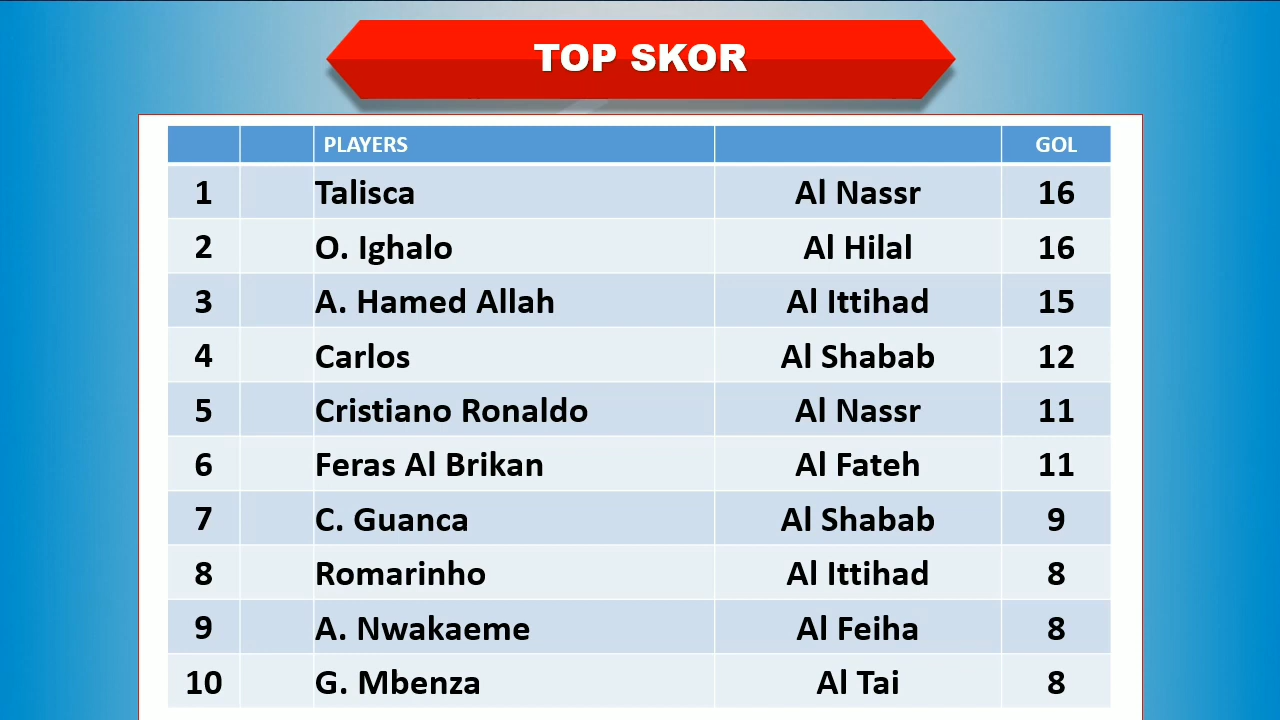 TOP SKOR
PLAYERS GOL
1 Talisca Al Nassr 16
2 O. Ighalo Al Hilal 16
3 A. Hamed Allah Al Ittihad 15
4 Carlos Al Shabab 12
5 Cristiano Ronaldo Al Nassr 11
6 Feras Al Brikan Al Fateh 11
7 C. Guanca Al Shabab 9
8 Romarinho Al Ittihad 8
9 A. Nwakaeme Al Feiha 8
10 G. Mbenza Al Tai 8